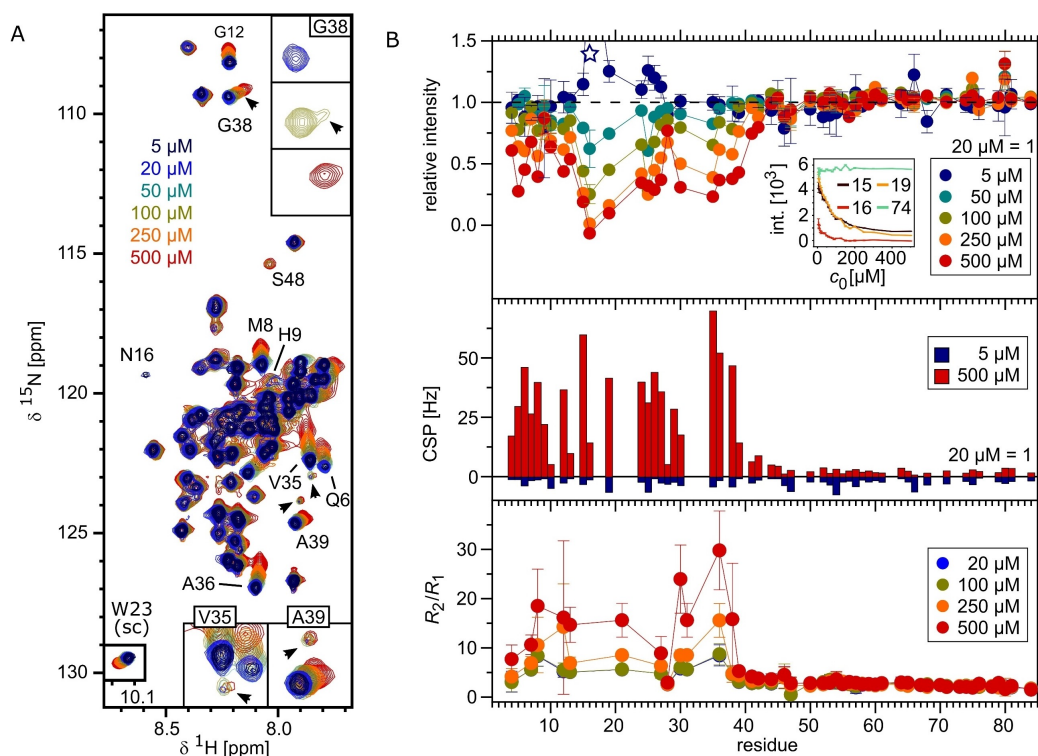 A
G12
G38
G38
110
5 µM
20 µM
50 µM
100 µM
250 µM
500 µM
115
S48
M8
H9
N16
120
δ 15N [ppm]
V35
Q6
125
A39
A36
W23
(sc)
V35
A39
130
10.1
8.5
8.0
δ 1H [ppm]
B
1.5
1.0
0.5
0.0
relative intensity
20 µM = 1
5 µM
20 µM
50 µM
100 µM
250 µM
500 µM
6
4
2
0
int. [10³]
15
19
16
74
0
200
400
c₀[µM]
50
25
0
CSP [Hz]
5 µM
500 µM
20 µM = 1
30
20
10
0
R₂/R₁
20 µM
100 µM
250 µM
500 µM
10
20
30
40
50
60
70
80
residue